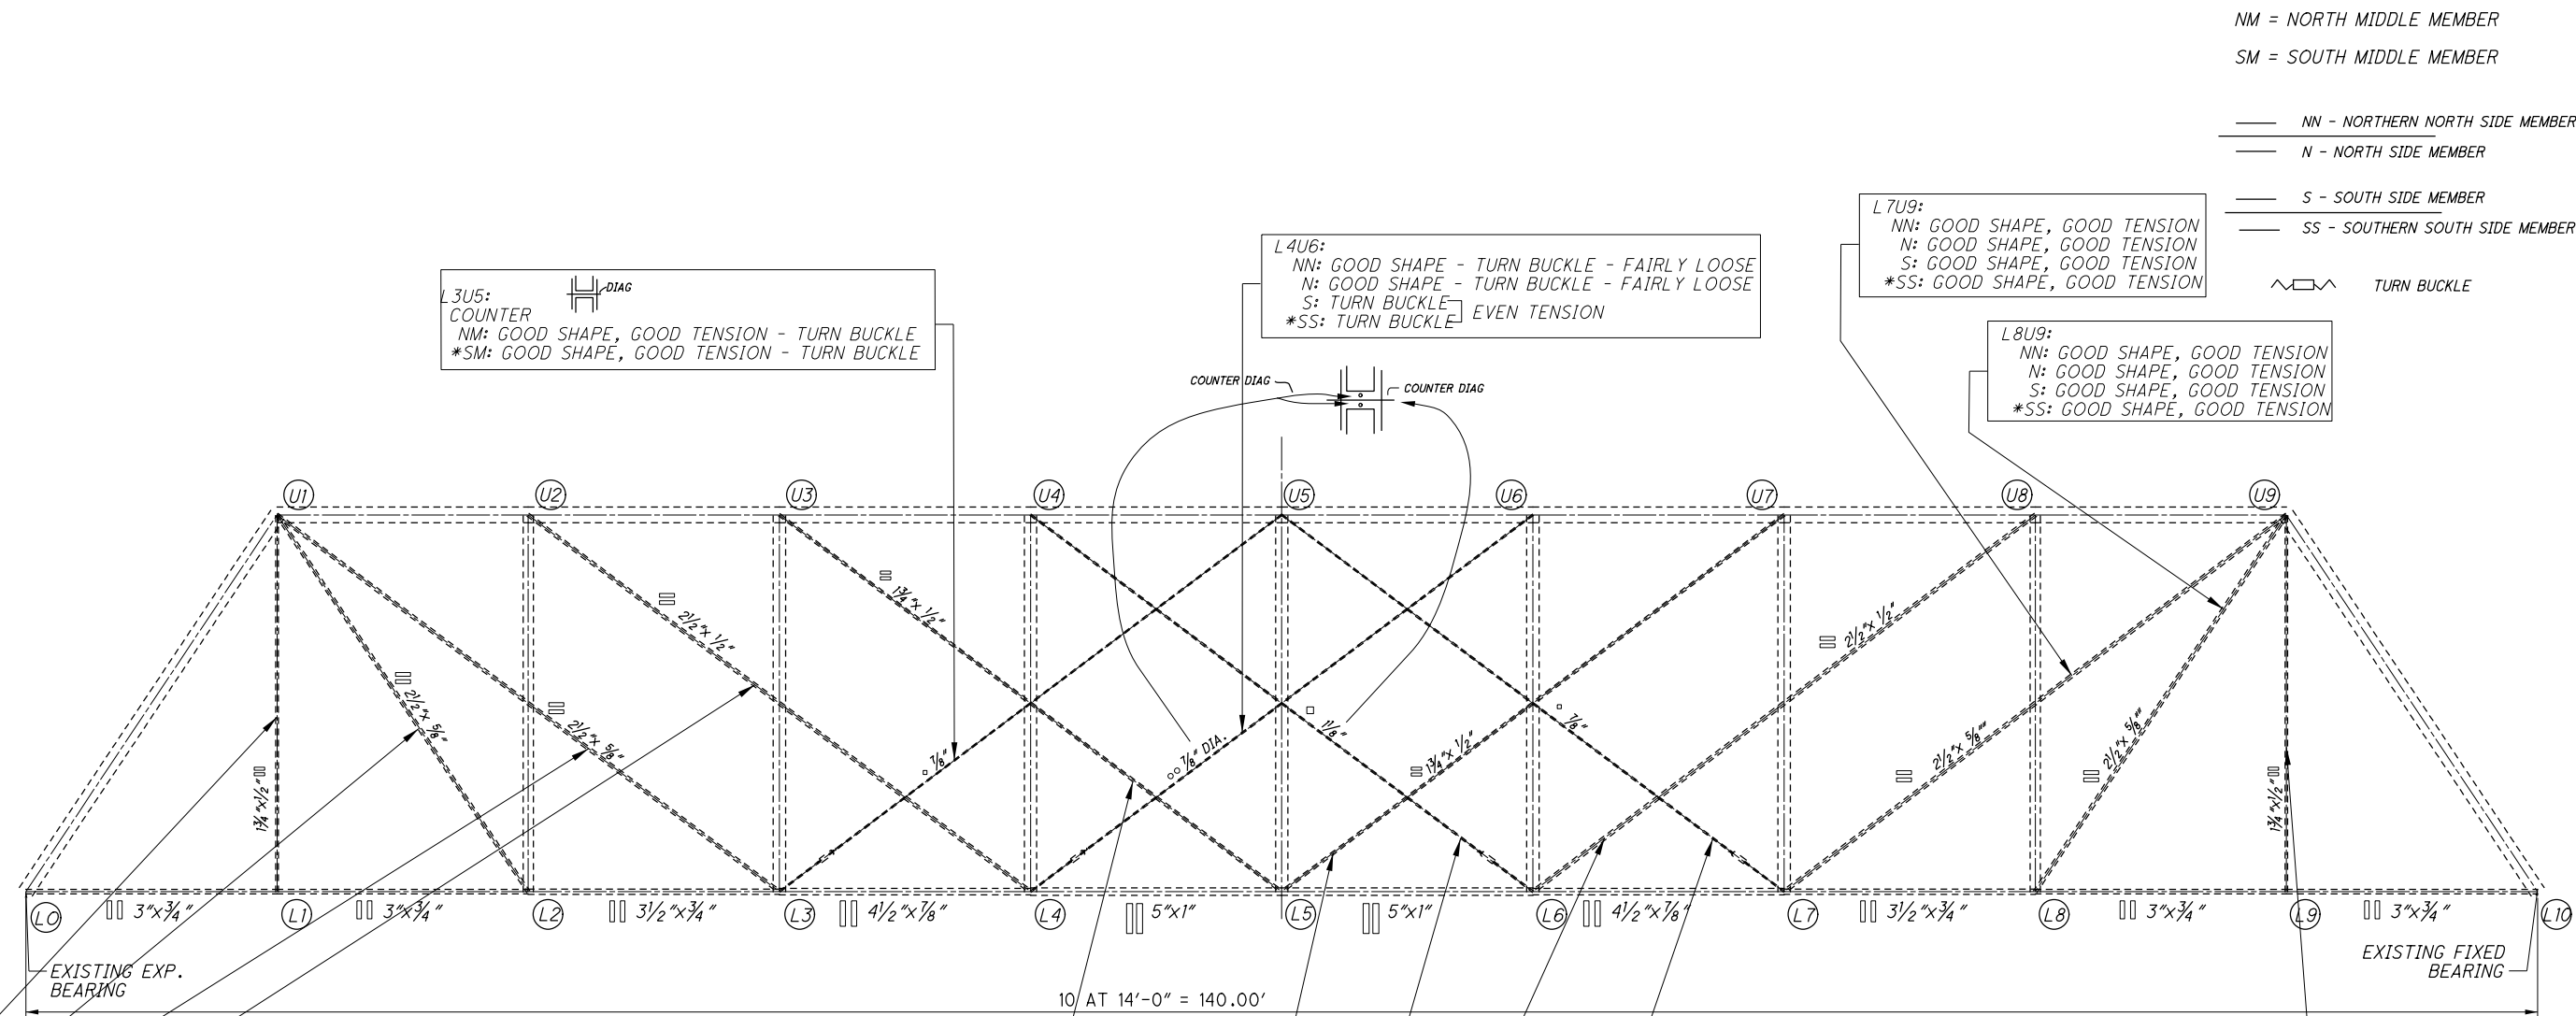 NM = NORTH MIDDLE MEMBER
SM = SOUTH MIDDLE MEMBER
NN - NORTHERN NORTH SIDE MEMBER
N - NORTH SIDE MEMBER
S - SOUTH SIDE MEMBER
SS - SOUTHERN SOUTH SIDE MEMBER
TURN BUCKLE
L3U5:
DIAG
COUNTER
NM: GOOD SHAPE, GOOD TENSION - TURN BUCKLE
*SM: GOOD SHAPE, GOOD TENSION - TURN BUCKLE
L4U6:
NN: GOOD SHAPE - TURN BUCKLE - FAIRLY LOOSE
N: GOOD SHAPE - TURN BUCKLE - FAIRLY LOOSE
S: TURN BUCKLE
*SS: TURN BUCKLE
EVEN TENSION
L7U9:
NN: GOOD SHAPE, GOOD TENSION
N: GOOD SHAPE, GOOD TENSION
S: GOOD SHAPE, GOOD TENSION
*SS: GOOD SHAPE, GOOD TENSION
L8U9:
NN: GOOD SHAPE, GOOD TENSION
N: GOOD SHAPE, GOOD TENSION
S: GOOD SHAPE, GOOD TENSION
*SS: GOOD SHAPE, GOOD TENSION
COUNTER DIAG
COUNTER DIAG
U1
U2
U3
U4
U5
U6
U7
U8
U9
1¾"x½"
2½"x⅝"
2½"x⅝"
2½"x½"
1¾"x½"
⅞"
⅞" DIA.
1⅛"
1¾"x½"
⅞"
2½"x½"
2½"x⅝"
2½"x⅝"
1¾"x½"
L0
3"x¾"
L1
3"x¾"
L2
3½"x¾"
L3
4½"x⅞"
L4
5"x1"
L5
5"x1"
L6
4½"x⅞"
L7
3½"x¾"
L8
3"x¾"
L9
3"x¾"
L10
EXISTING EXP.
BEARING
EXISTING FIXED
BEARING
10 AT 14'-0" = 140.00'